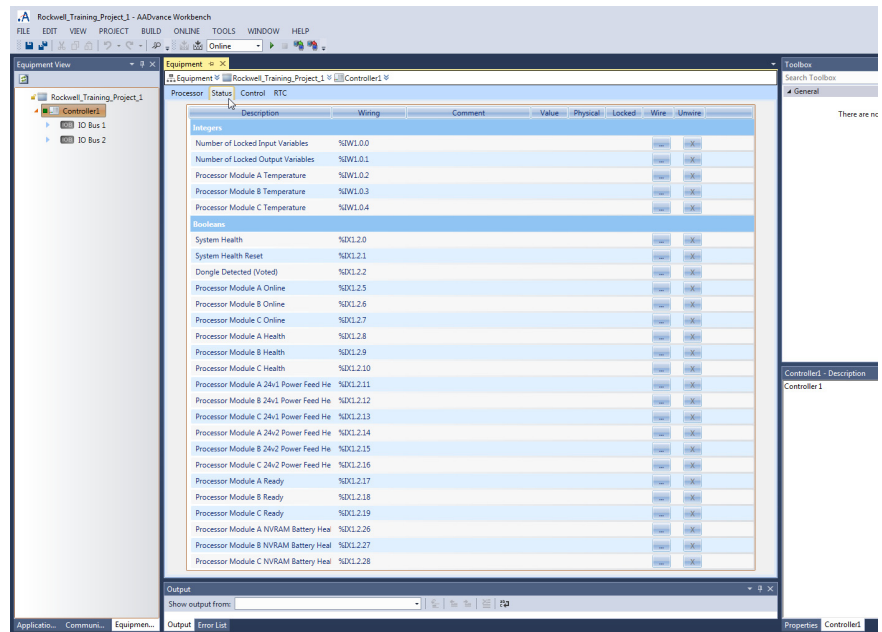 .A Rockwell_Training_Project_1 - AADvance Workbench
FILE EDIT VIEW PROJECT BUILD ONLINE TOOLS WINDOW HELP
Online
Equipment View
Rockwell_Training_Project_1
Controller1
IO Bus 1
IO Bus 2
Applicatio... Communi... Equipmen...
Equipment
Equipment Rockwell_Training_Project_1 Controller1
Processor Status Control RTC
Description Wiring Comment Value Physical Locked Wire Unwire
Integers
Number of Locked Input Variables %IW1.0.0 ... X
Number of Locked Output Variables %IW1.0.1 ... X
Processor Module A Temperature %IW1.0.2 ... X
Processor Module B Temperature %IW1.0.3 ... X
Processor Module C Temperature %IW1.0.4 ... X
Booleans
System Health %IX1.2.0 ... X
System Health Reset %IX1.2.1 ... X
Dongle Detected (Voted) %IX1.2.2 ... X
Processor Module A Online %IX1.2.5 ... X
Processor Module B Online %IX1.2.6 ... X
Processor Module C Online %IX1.2.7 ... X
Processor Module A Health %IX1.2.8 ... X
Processor Module B Health %IX1.2.9 ... X
Processor Module C Health %IX1.2.10 ... X
Processor Module A 24v1 Power Feed He %IX1.2.11 ... X
Processor Module B 24v1 Power Feed He %IX1.2.12 ... X
Processor Module C 24v1 Power Feed He %IX1.2.13 ... X
Processor Module A 24v2 Power Feed He %IX1.2.14 ... X
Processor Module B 24v2 Power Feed He %IX1.2.15 ... X
Processor Module C 24v2 Power Feed He %IX1.2.16 ... X
Processor Module A Ready %IX1.2.17 ... X
Processor Module B Ready %IX1.2.18 ... X
Processor Module C Ready %IX1.2.19 ... X
Processor Module A NVRAM Battery Heal %IX1.2.26 ... X
Processor Module B NVRAM Battery Heal %IX1.2.27 ... X
Processor Module C NVRAM Battery Heal %IX1.2.28 ... X
Output
Show output from:
Output Error List
Toolbox
Search Toolbox
General
There are no
Controller1 - Description
Controller1
Properties Controller1